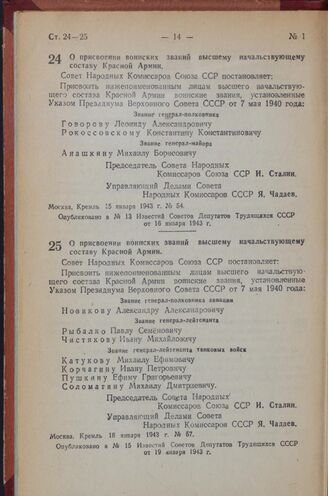 Ст. 24—25 — 14 — № 1
24 О присвоении воинских званий высшему начальствующему
составу Красной Армии.
Совет Народных Комиссаров Союза ССР постановляет:
Присвоить нижепоименованным лицам высшего начальствую-
щего состава Красной Армии воинские звания, установленные
Указом Президиума Верховного Совета СССР от 7 мая 1940 года:
Звание генерал-полковника
Говорову Леониду Александровичу
Рокоссовскому Константину Константиновичу
Звание генерал-майора
Анашкину Михаилу Борисовичу
Председатель Совета Народных
Комиссаров Союза ССР И. Сталин.
Управляющий Делами Совета
Народных Комиссаров СССР Я. Чадаев.
Москва, Кремль 15 января 1943 г. № 54.
Опубликовано в № 13 Известий Советов Депутатов Трудящихся СССР
от 16 января 1943 г.
25 О присвоении воинских званий высшему начальствующему
составу Красной Армии.
Совет Народных Комиссаров Союза ССР постановляет:
Присвоить нижепоименованным лицам высшего начальствую-
щего состава Красной Армии воинские звания, установленные
Указом Президиума Верховного Совета СССР от 7 мая 1940 года:
Звание генерал-полковника авиации
Новикову Александру Александровичу
Звание генерал-лейтенанта
Рыбалко Павлу Семёновичу
Чистякову Ивану Михайловичу
Звание генерал-лейтенанта танковых войск
Катукову Михаилу Ефимовичу
Корчагину Ивану Петровичу
Пушкину Ефиму Григорьевичу
Соломатину Михаилу Дмитриевичу.
Председатель Совета Народных
Комиссаров Союза ССР И. Сталин.
Управляющий Делами Совета
Народных Комиссаров СССР Я. Чадаев.
Москва, Кремль 18 января 1943 г. № 67.
Опубликовано в № 15 Известий Советов Депутатов Трудящихся СССР
от 19 января 1943 г.